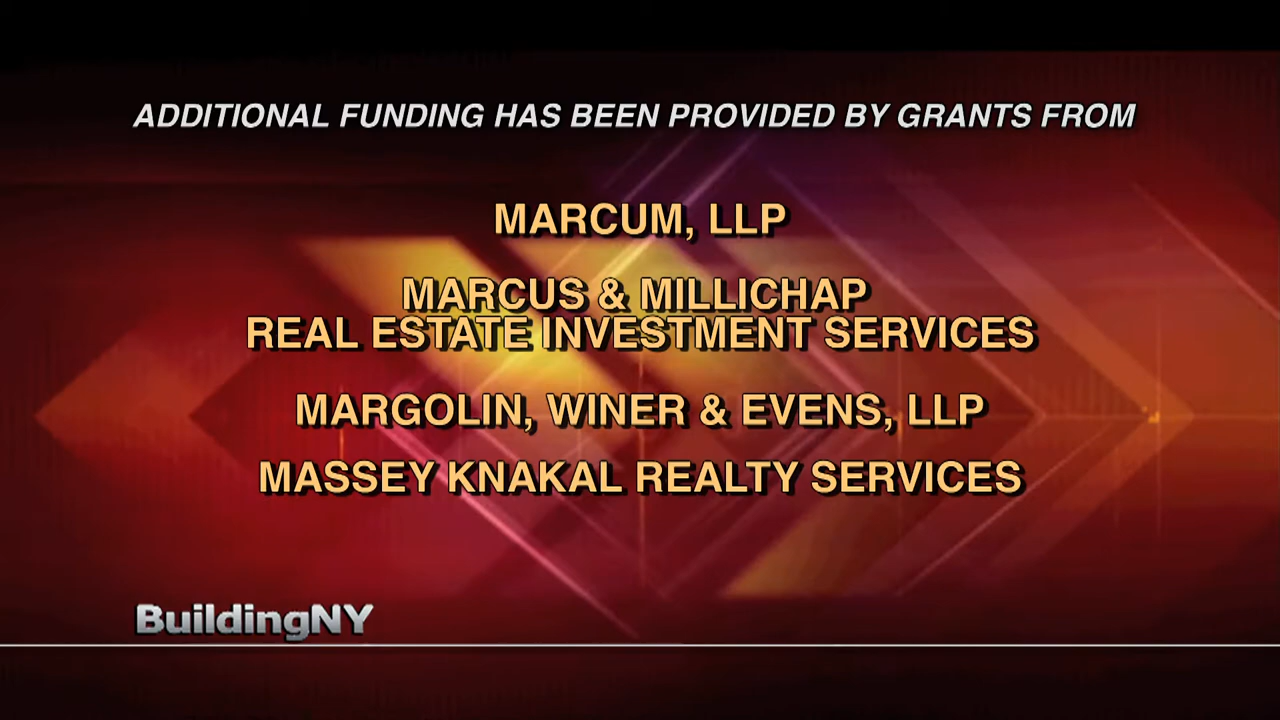 ADDITIONAL FUNDING HAS BEEN PROVIDED BY GRANTS FROM
MARCUM, LLP
MARCUS & MILLICHAP
REAL ESTATE INVESTMENT SERVICES
MARGOLIN, WINER & EVENS, LLP
MASSEY KNAKAL REALTY SERVICES
BuildingNY